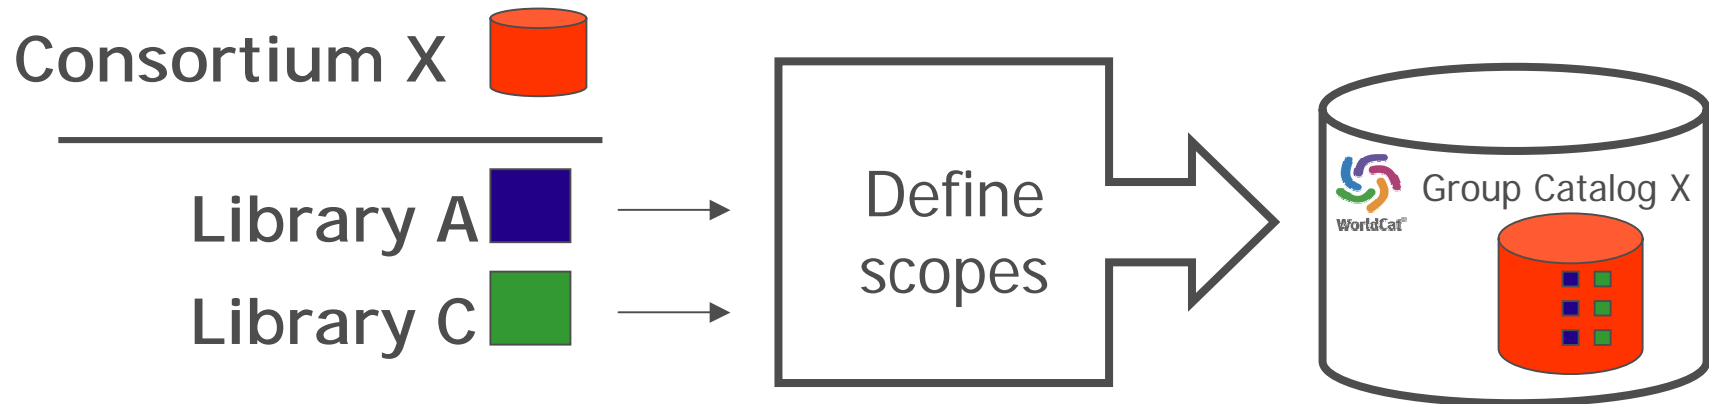 Consortium X
Library A
Library C
Define
scopes
Group Catalog X
WorldCat®